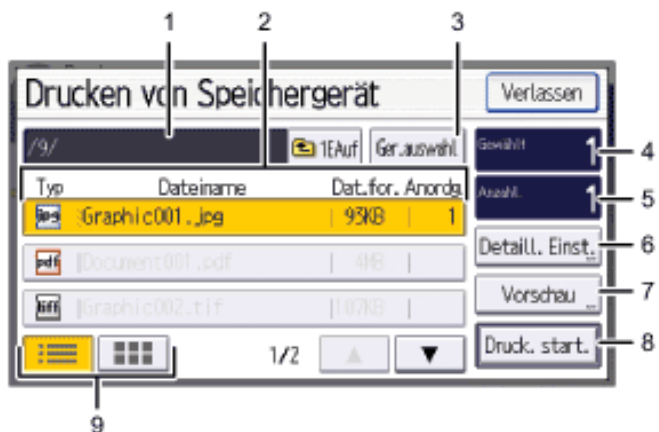 1 2 3
Drucken von Speichergerät Verlassen
/9/ 1EAuf Ger.auswahl Gewählt 1 4
Typ Dateiname Dat.for. Anordg. Anzahl. 1 5
jpg Graphic001.jpg 93KB 1
Detaill. Einst. 6
pdf Document001.pdf 4MB
Vorschau 7
tiff Graphic002.tif 107KB
1/2 ▲ ▼ Druck. start. 8
9